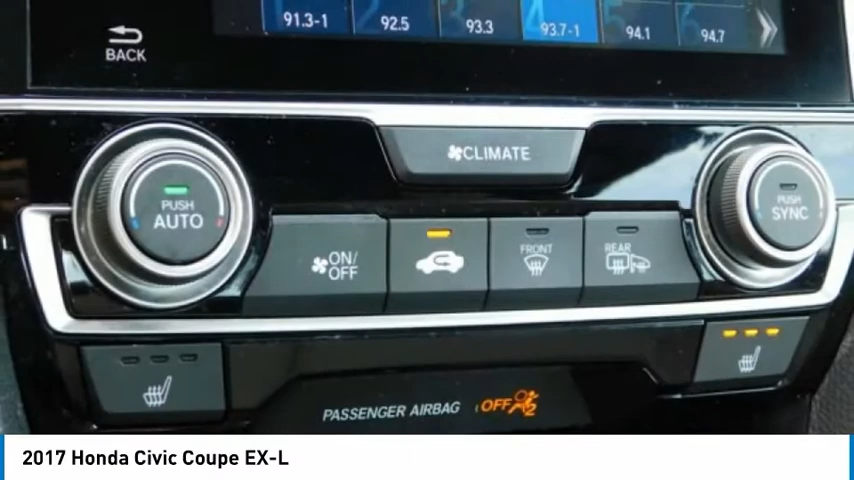 91.3-1 92.5 93.3 93.7-1 94.1 94.7
BACK
CLIMATE
PUSH
AUTO
PUSH
SYNC
ON/
OFF
FRONT
REAR
PASSENGER AIRBAG OFF 2
2017 Honda Civic Coupe EX-L